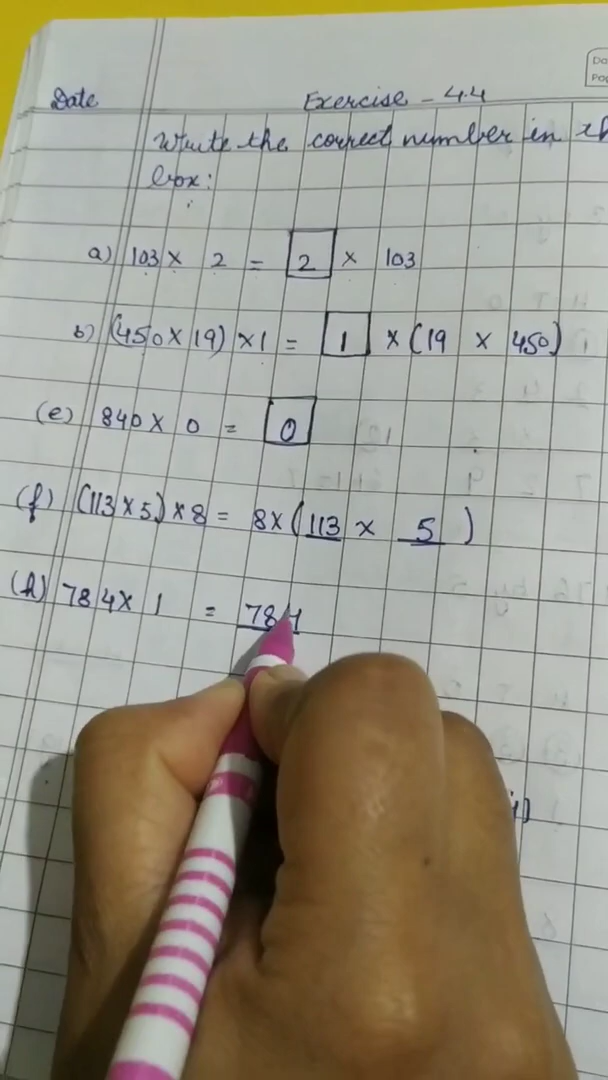 Date
Exercise - 4.4
Write the correct number in
box:
a) 103 × 2 = 2 × 103
b) (450 × 19) × 1 = 1 × (19 × 450)
(e) 840 × 0 = 0
(f) (113 × 5) × 8 = 8 × (113 × 5)
(h) 784 × 1 = 784